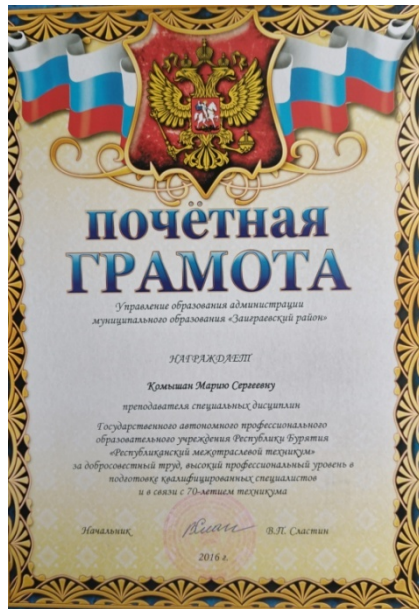 почётная
ГРАМОТА
Управление образования администрации
муниципального образования «Заиграевский район»
НАГРАЖДАЕТ
Комышан Марию Сергеевну
преподавателя специальных дисциплин
Государственного автономного профессионального
образовательного учреждения Республики Бурятия
«Республиканский межотраслевой техникум»
за добросовестный труд, высокий профессиональный уровень в
подготовке квалифицированных специалистов
и в связи с 70-летием техникума
Начальник В.П. Сластин
2016 г.